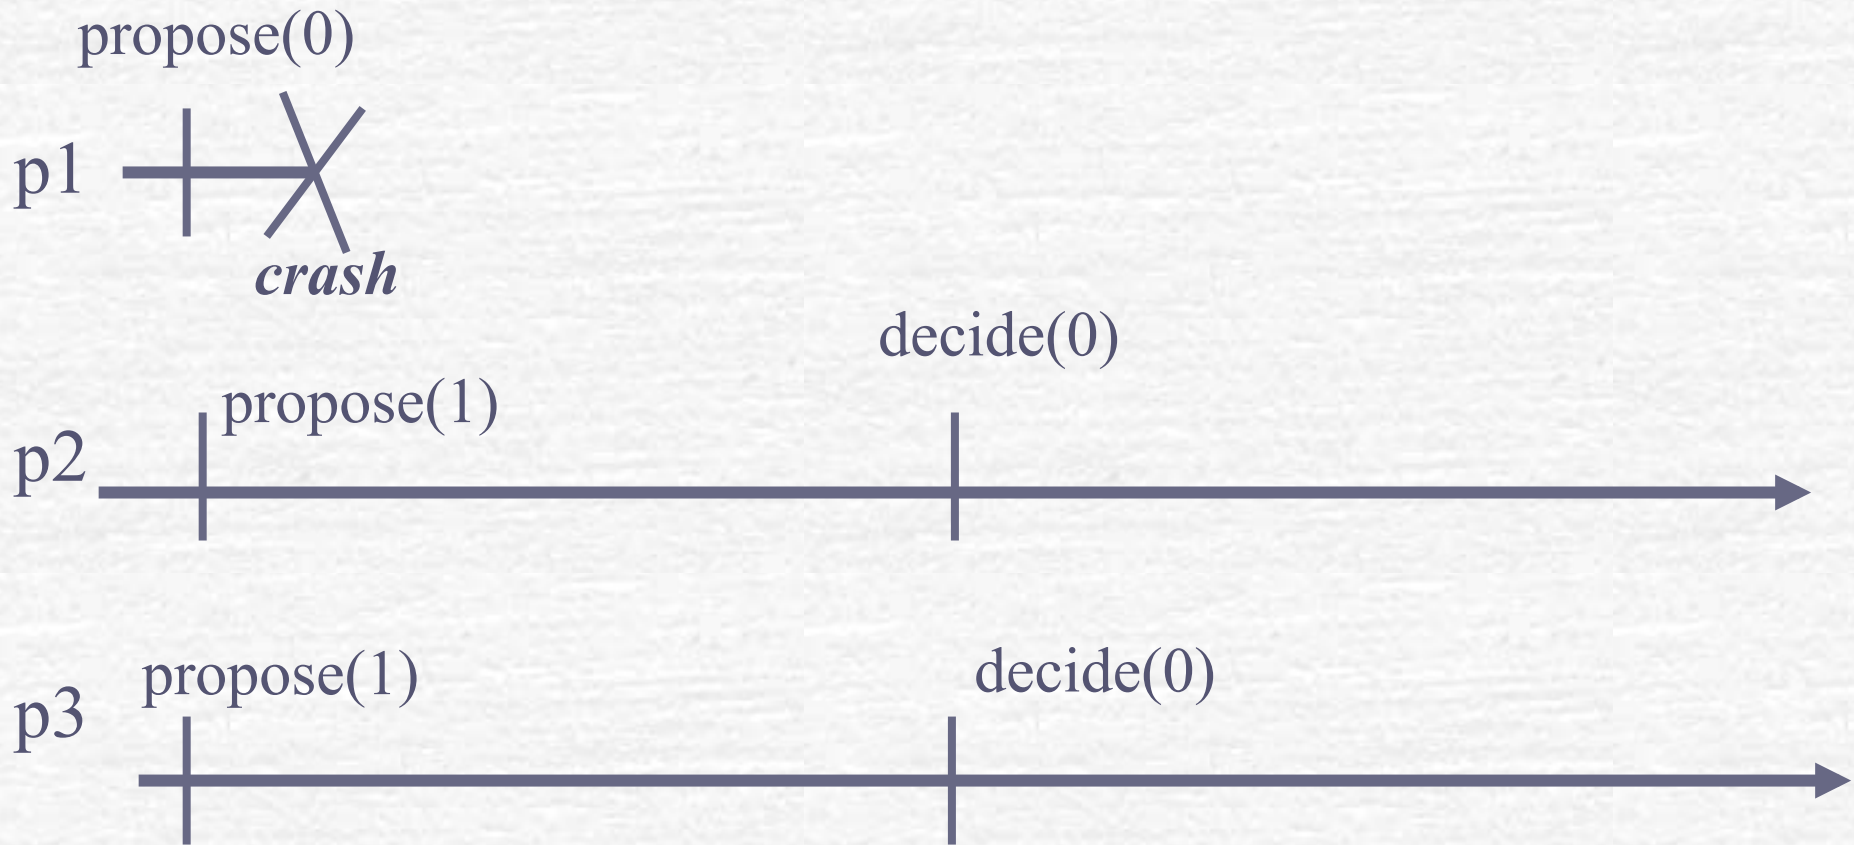 propose(0)
p1
crash
decide(0)
propose(1)
p2
propose(1)
decide(0)
p3